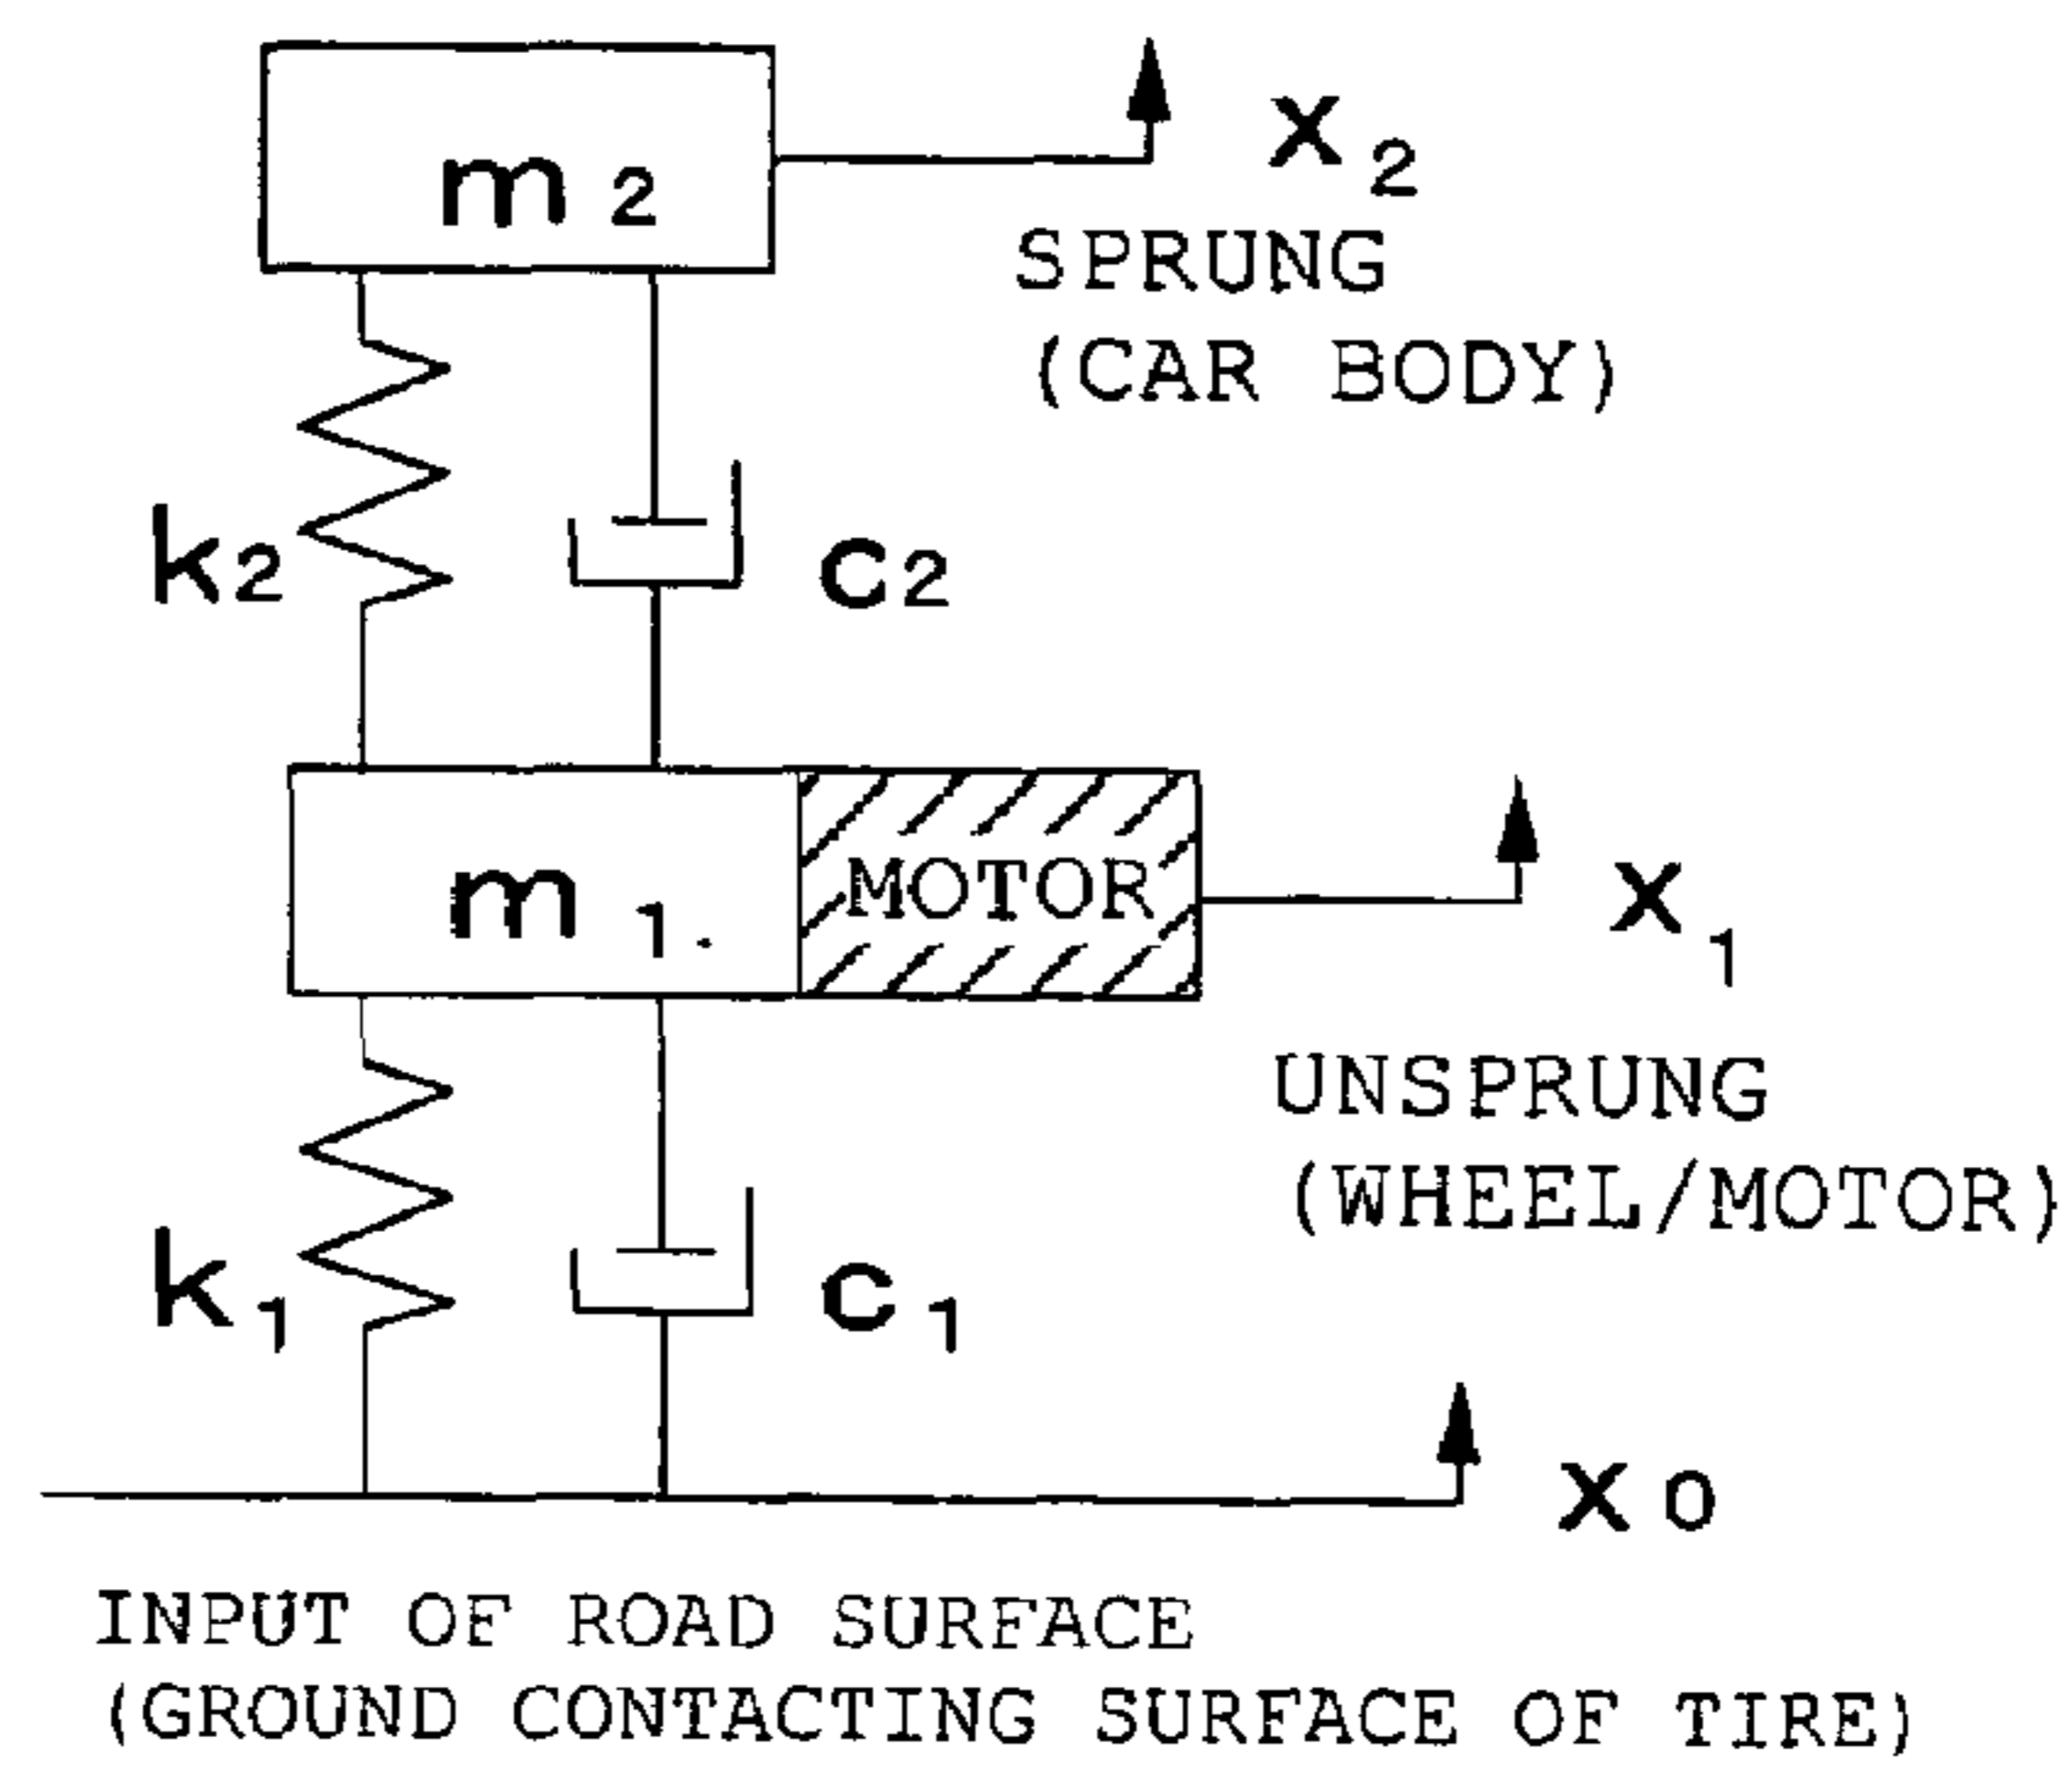 m2
x2
SPRUNG
(CAR BODY)
k2
c2
m1.
MOTOR
x1
UNSPRUNG
(WHEEL/MOTOR)
k1
c1
x0
INPUT OF ROAD SURFACE
(GROUND CONTACTING SURFACE OF TIRE)